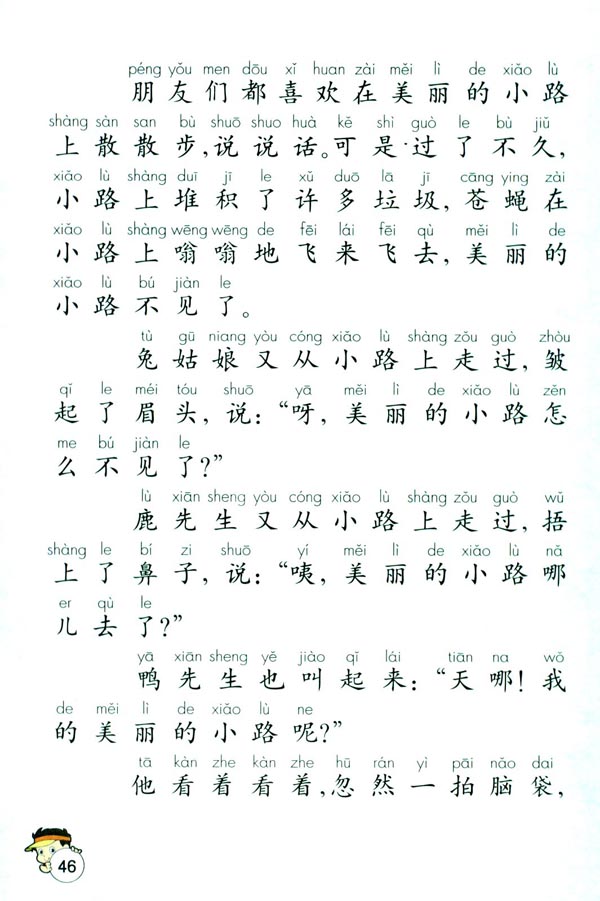 péng yǒu men dōu xǐ huan zài měi lì de xiǎo lù
朋友们都喜欢在美丽的小路
shàng sàn san bù shuō shuo huà kě shì guò le bù jiǔ
上散散步，说说话。可是过了不久，
xiǎo lù shàng duī jī le xǔ duō lā jī cāng ying zài
小路上堆积了许多垃圾，苍蝇在
xiǎo lù shàng wēng wēng de fēi lái fēi qù měi lì de
小路上嗡嗡地飞来飞去，美丽的
xiǎo lù bú jiàn le
小路不见了。
tù gū niang yòu cóng xiǎo lù shàng zǒu guò zhòu
兔姑娘又从小路上走过，皱
qǐ le méi tóu shuō yā měi lì de xiǎo lù zěn
起了眉头，说：“呀，美丽的小路怎
me bú jiàn le
么不见了？”
lù xiān sheng yòu cóng xiǎo lù shàng zǒu guò wǔ
鹿先生又从小路上走过，捂
shàng le bí zi shuō yí měi lì de xiǎo lù nǎ
上了鼻子，说：“咦，美丽的小路哪
er qù le
儿去了？”
yā xiān sheng yě jiào qǐ lái tiān na wǒ
鸭先生也叫起来：“天哪！我
de měi lì de xiǎo lù ne
的美丽的小路呢？”
tā kàn zhe kàn zhe hū rán yì pāi nǎo dai
他看着看着，忽然一拍脑袋，
46